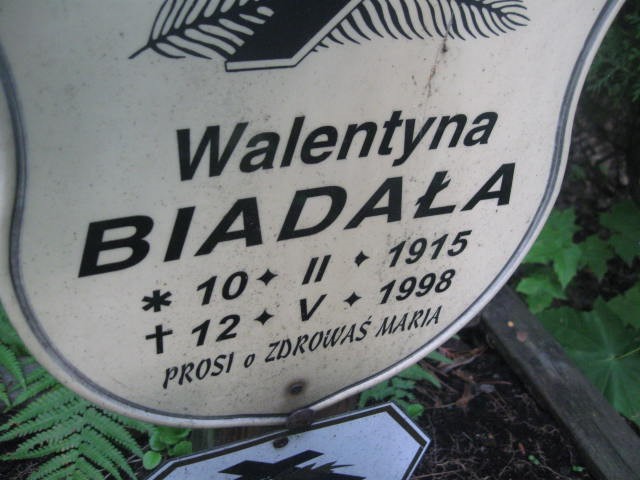 Walentyna
BIADAŁA
* 10 ✦ II ✦ 1915
✝ 12 ✦ V ✦ 1998
PROSI o ZDROWAŚ MARIA